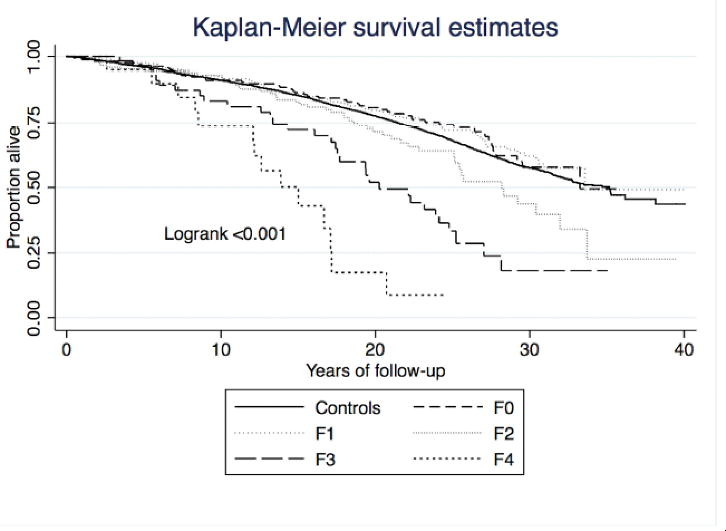 Kaplan-Meier survival estimates
1.00
0.75
0.50
0.25
0.00
Proportion alive
Logrank <0.001
0 10 20 30 40
Years of follow-up
Controls F0
F1 F2
F3 F4